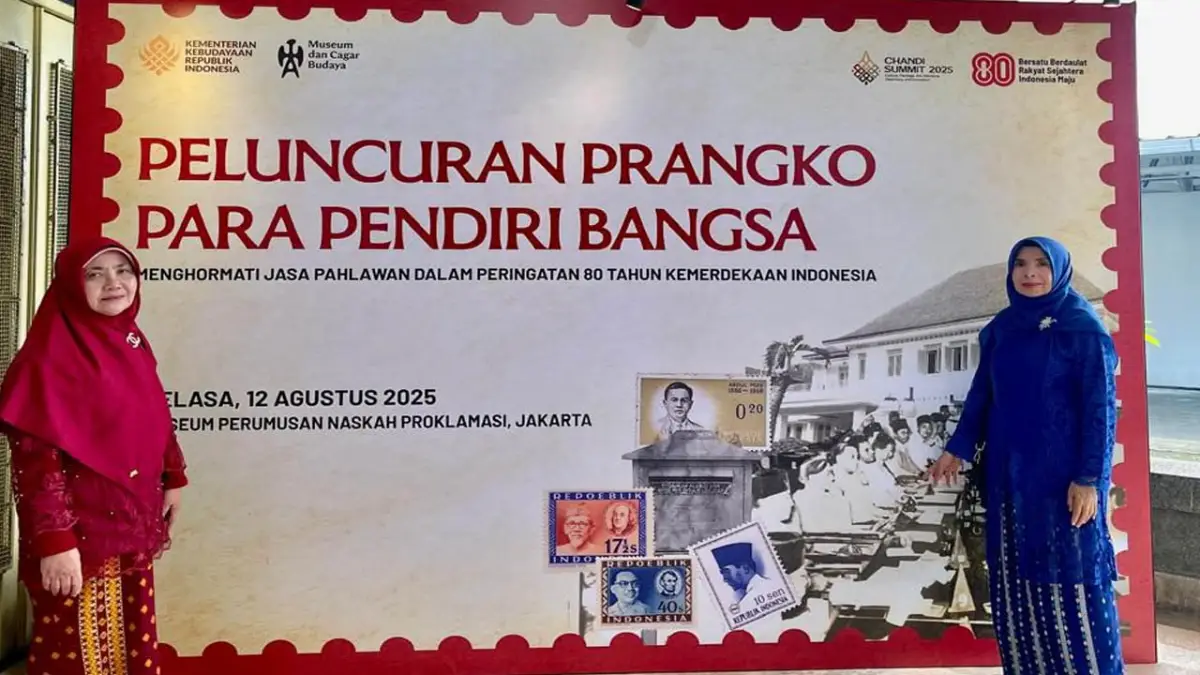 KEMENTERIAN
KEBUDAYAAN
REPUBLIK
INDONESIA
Museum
dan Cagar
Budaya
CHANDI
SUMMIT 2025
80
Bersatu Berdaulat
Rakyat Sejahtera
Indonesia Maju
PELUNCURAN PRANGKO
PARA PENDIRI BANGSA
MENGHORMATI JASA PAHLAWAN DALAM PERINGATAN 80 TAHUN KEMERDEKAAN INDONESIA
ELASA, 12 AGUSTUS 2025
SEUM PERUMUSAN NASKAH PROKLAMASI, JAKARTA
ABDUL MUIS
0.20
REPOEBLIK
17½s
REPOEBLIK
40s
INDONESIA
10 sen
REPUBLIK INDONESIA